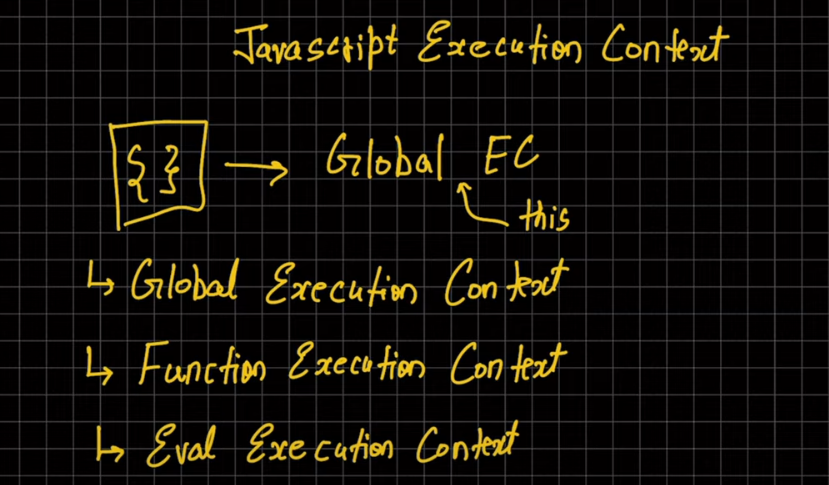 Javascript Execution Context
{ } → Global EC
this
↳ Global Execution Context
↳ Function Execution Context
↳ Eval Execution Context